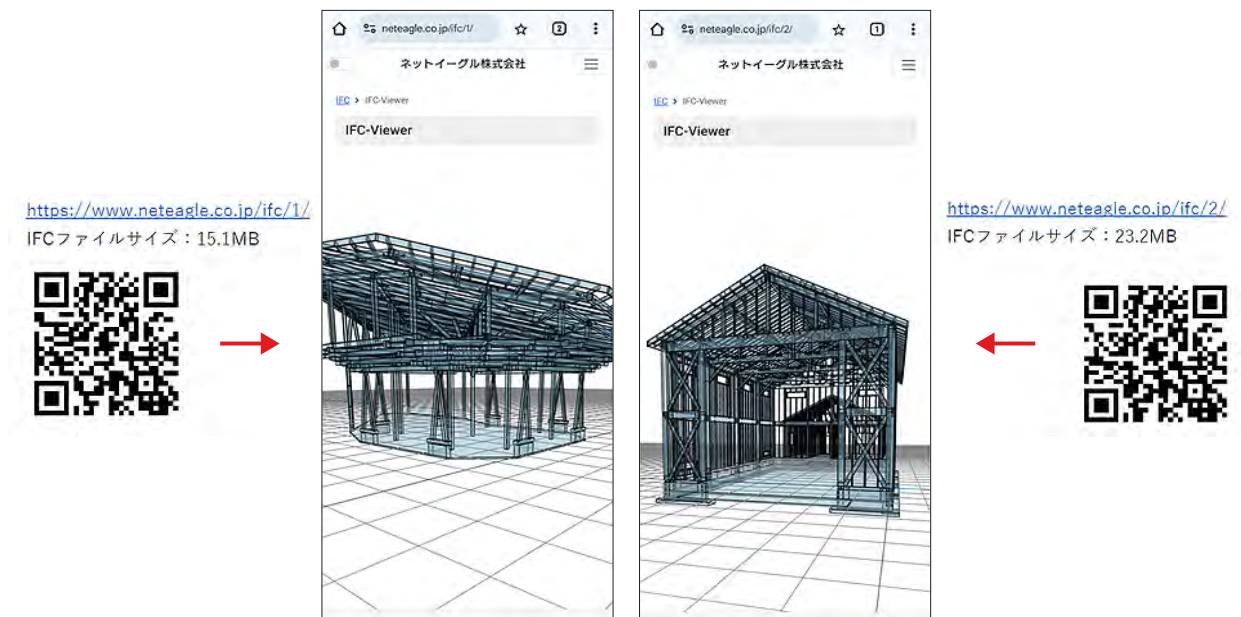 https://www.neteagle.co.jp/ifc/1/
IFCファイルサイズ：15.1MB
neteagle.co.jp/ifc/1/
2
ネットイーグル株式会社
IFC > IFC-Viewer
IFC-Viewer
neteagle.co.jp/ifc/2/
1
ネットイーグル株式会社
IFC > IFC-Viewer
IFC-Viewer
https://www.neteagle.co.jp/ifc/2/
IFCファイルサイズ：23.2MB